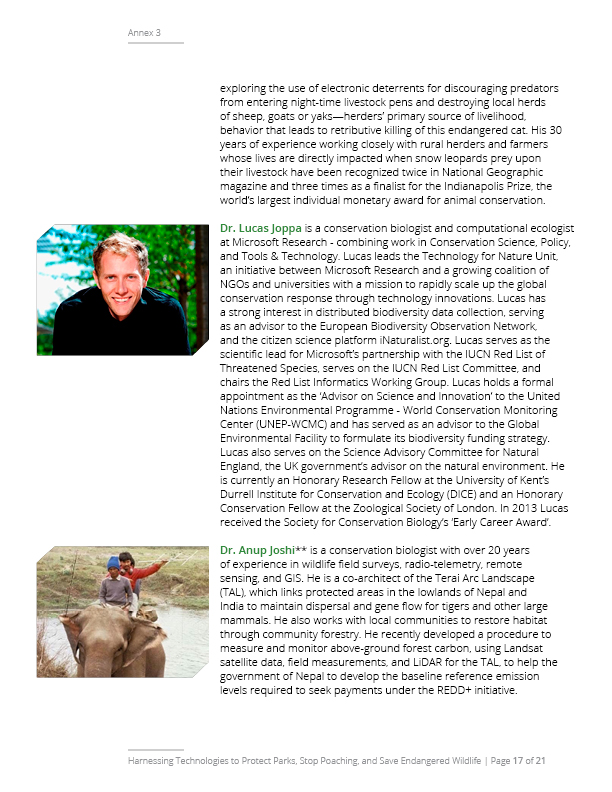 Annex 3
exploring the use of electronic deterrents for discouraging predators
from entering night-time livestock pens and destroying local herds
of sheep, goats or yaks—herders’ primary source of livelihood,
behavior that leads to retributive killing of this endangered cat. His 30
years of experience working closely with rural herders and farmers
whose lives are directly impacted when snow leopards prey upon
their livestock have been recognized twice in National Geographic
magazine and three times as a finalist for the Indianapolis Prize, the
world’s largest individual monetary award for animal conservation.
Dr. Lucas Joppa is a conservation biologist and computational ecologist
at Microsoft Research - combining work in Conservation Science, Policy,
and Tools & Technology. Lucas leads the Technology for Nature Unit,
an initiative between Microsoft Research and a growing coalition of
NGOs and universities with a mission to rapidly scale up the global
conservation response through technology innovations. Lucas has
a strong interest in distributed biodiversity data collection, serving
as an advisor to the European Biodiversity Observation Network,
and the citizen science platform iNaturalist.org. Lucas serves as the
scientific lead for Microsoft’s partnership with the IUCN Red List of
Threatened Species, serves on the IUCN Red List Committee, and
chairs the Red List Informatics Working Group. Lucas holds a formal
appointment as the ‘Advisor on Science and Innovation’ to the United
Nations Environmental Programme - World Conservation Monitoring
Center (UNEP-WCMC) and has served as an advisor to the Global
Environmental Facility to formulate its biodiversity funding strategy.
Lucas also serves on the Science Advisory Committee for Natural
England, the UK government’s advisor on the natural environment. He
is currently an Honorary Research Fellow at the University of Kent’s
Durrell Institute for Conservation and Ecology (DICE) and an Honorary
Conservation Fellow at the Zoological Society of London. In 2013 Lucas
received the Society for Conservation Biology’s ‘Early Career Award’.
Dr. Anup Joshi** is a conservation biologist with over 20 years
of experience in wildlife field surveys, radio-telemetry, remote
sensing, and GIS. He is a co-architect of the Terai Arc Landscape
(TAL), which links protected areas in the lowlands of Nepal and
India to maintain dispersal and gene flow for tigers and other large
mammals. He also works with local communities to restore habitat
through community forestry. He recently developed a procedure to
measure and monitor above-ground forest carbon, using Landsat
satellite data, field measurements, and LiDAR for the TAL, to help the
government of Nepal to develop the baseline reference emission
levels required to seek payments under the REDD+ initiative.
Harnessing Technologies to Protect Parks, Stop Poaching, and Save Endangered Wildlife | Page 17 of 21